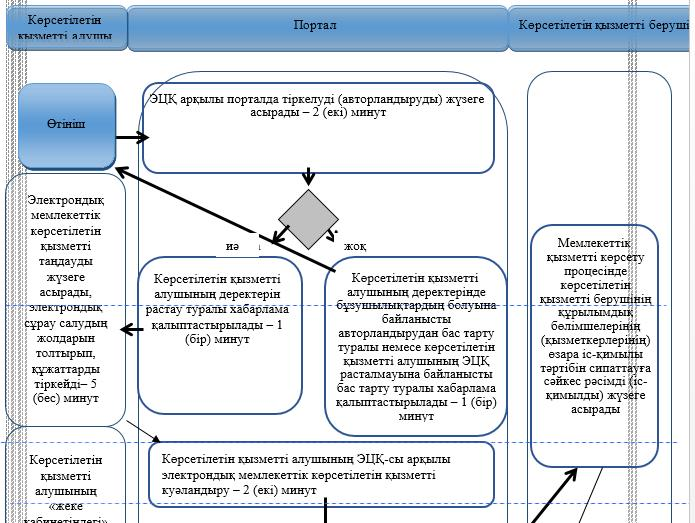 Көрсетілетін
қызметті алушы
Портал
Көрсетілетін қызметті беруші
Өтініш
ЭЦҚ арқылы порталда тіркелуді (авторландыруды) жүзеге
асырады – 2 (екі) минут
иә
жоқ
Электрондық
мемлекеттік
көрсетілетін
қызметті
таңдауды
жүзеге
асырады,
электрондық
сұрау салудың
жолдарын
толтырып,
құжаттарды
тіркейді– 5
(бес) минут
Көрсетілетін қызметті
алушының деректерін
растау туралы хабарлама
қалыптастырылады – 1
(бір) минут
Көрсетілетін қызметті
алушының деректерінде
бұзушылықтардың болуына
байланысты
авторландырудан бас тарту
туралы немесе көрсетілетін
қызметті алушының ЭЦҚ
расталмауына байланысты
бас тарту туралы хабарлама
қалыптастырылады – 1 (бір)
минут
Мемлекеттік
қызметті көрсету
процесінде
көрсетілетін
қызметті берушінің
құрылымдық
бөлімшелерінің
(қызметкерлерінің)
өзара іс-қимылы
тәртібін сипаттауға
сәйкес рәсімді (іс-
қимылды) жүзеге
асырады
Көрсетілетін қызметті алушының ЭЦҚ-сы арқылы
электрондық мемлекеттік көрсетілетін қызметті
куәландыру – 2 (екі) минут
Көрсетілетін
қызметті
алушының
«жеке
кабинетіндегі»